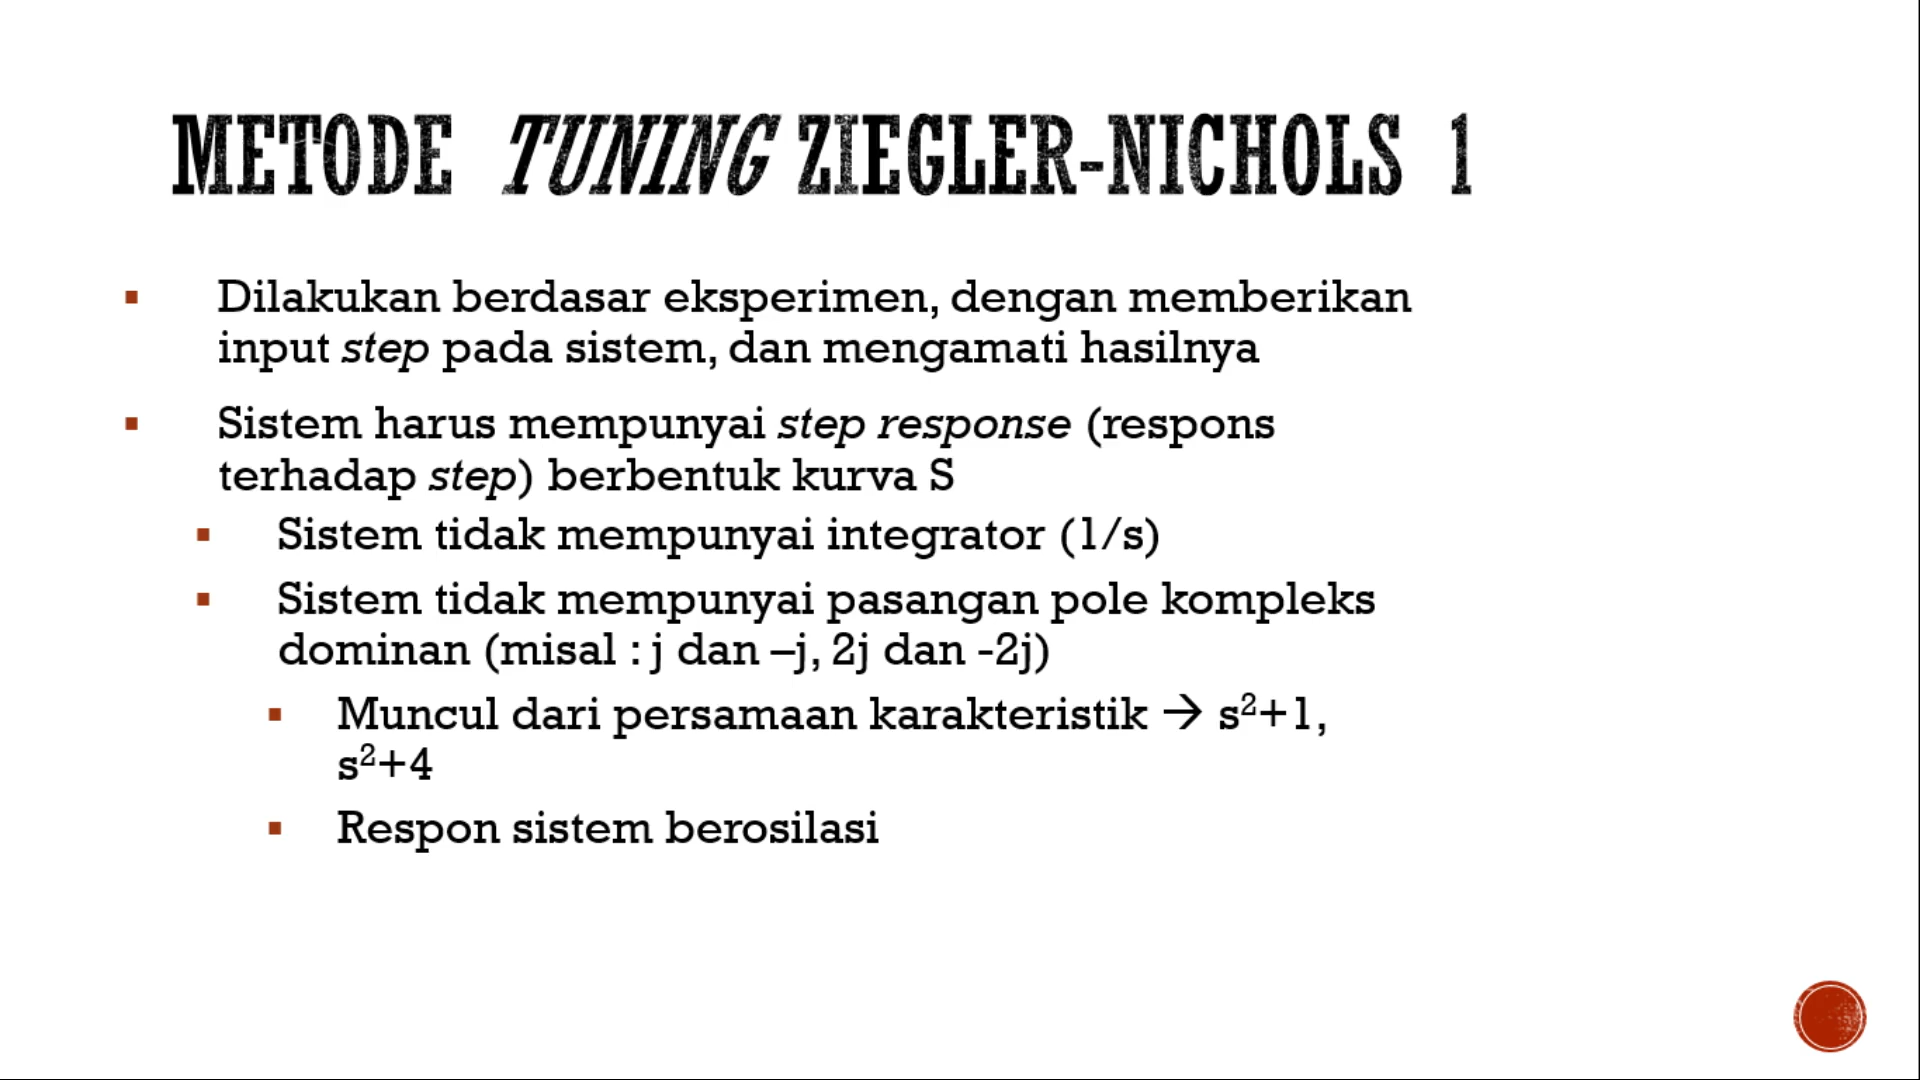 METODE TUNING ZIEGLER-NICHOLS 1
▪ Dilakukan berdasar eksperimen, dengan memberikan
input step pada sistem, dan mengamati hasilnya
▪ Sistem harus mempunyai step response (respons
terhadap step) berbentuk kurva S
▪ Sistem tidak mempunyai integrator (1/s)
▪ Sistem tidak mempunyai pasangan pole kompleks
dominan (misal : j dan –j, 2j dan -2j)
▪ Muncul dari persamaan karakteristik → s²+1,
s²+4
▪ Respon sistem berosilasi